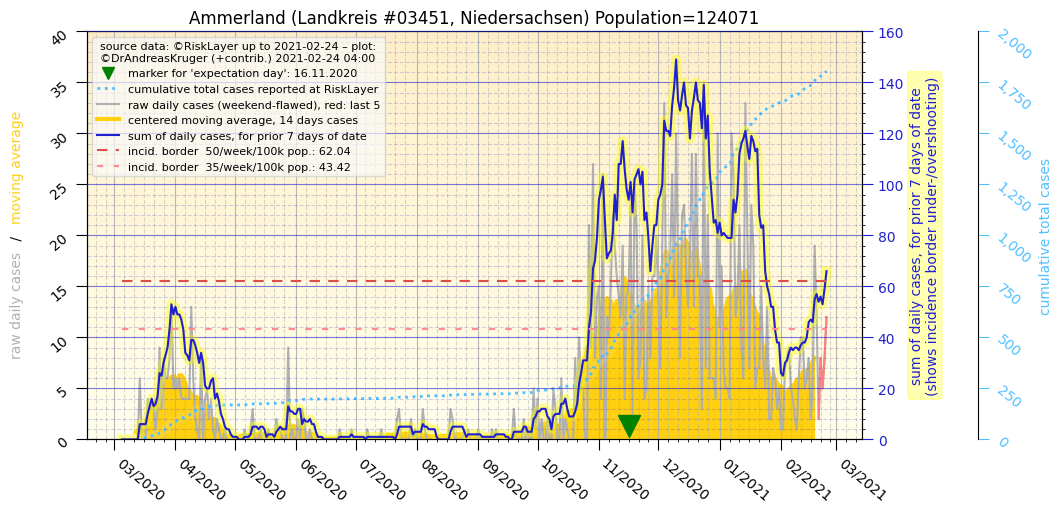 Ammerland (Landkreis #03451, Niedersachsen) Population=124071
source data: ©RiskLayer up to 2021-02-24 – plot:
©DrAndreasKruger (+contrib.) 2021-02-24 04:00
marker for 'expectation day': 16.11.2020
cumulative total cases reported at RiskLayer
raw daily cases (weekend-flawed), red: last 5
centered moving average, 14 days cases
sum of daily cases, for prior 7 days of date
incid. border  50/week/100k pop.: 62.04
incid. border  35/week/100k pop.: 43.42
raw daily cases / moving average
40
35
30
25
20
15
10
5
0
03/2020
04/2020
05/2020
06/2020
07/2020
08/2020
09/2020
10/2020
11/2020
12/2020
01/2021
02/2021
03/2021
160
140
120
100
80
60
40
20
0
sum of daily cases, for prior 7 days of date
(shows incidence border under-/overshooting)
2,000
1,750
1,500
1,250
1,000
750
500
250
0
cumulative total cases